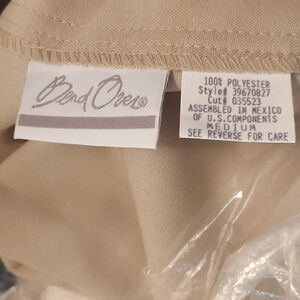 Bend Over®
100% POLYESTER
Style# 39670827
Cut# 035523
ASSEMBLED IN MEXICO
OF U.S.COMPONENTS
MEDIUM
SEE REVERSE FOR CARE